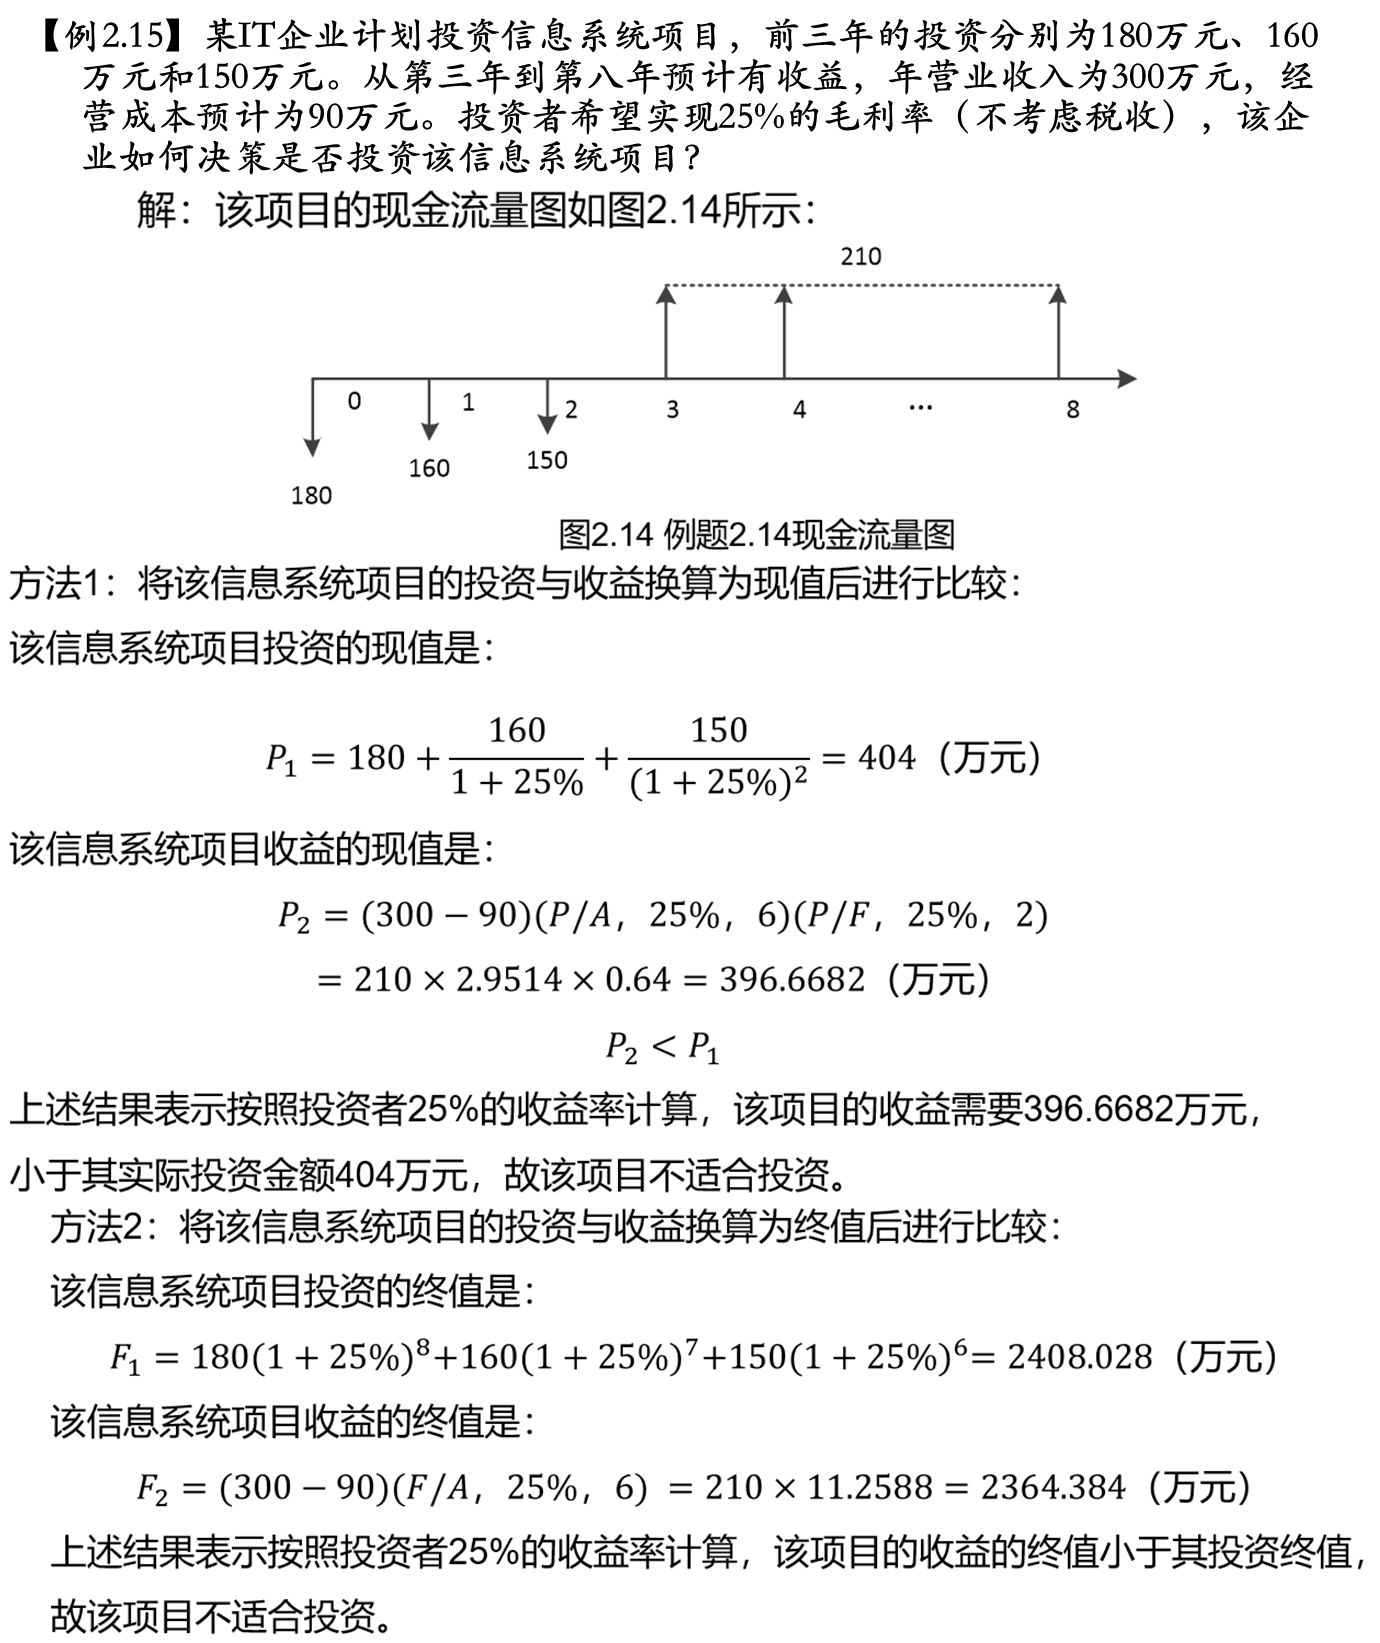 【例2.15】某IT企业计划投资信息系统项目，前三年的投资分别为180万元、160
万元和150万元。从第三年到第八年预计有收益，年营业收入为300万元，经
营成本预计为90万元。投资者希望实现25%的毛利率（不考虑税收），该企
业如何决策是否投资该信息系统项目？
解：该项目的现金流量图如图2.14所示：
210
0 1 2 3 4 ... 8
180 160 150
图2.14 例题2.14现金流量图
方法1：将该信息系统项目的投资与收益换算为现值后进行比较：
该信息系统项目投资的现值是：
P₁ = 180 + 160/(1 + 25%) + 150/(1 + 25%)² = 404（万元）
该信息系统项目收益的现值是：
P₂ = (300 − 90)(P/A，25%，6)(P/F，25%，2)
= 210 × 2.9514 × 0.64 = 396.6682（万元）
P₂ < P₁
上述结果表示按照投资者25%的收益率计算，该项目的收益需要396.6682万元，
小于其实际投资金额404万元，故该项目不适合投资。
方法2：将该信息系统项目的投资与收益换算为终值后进行比较：
该信息系统项目投资的终值是：
F₁ = 180(1 + 25%)⁸+160(1 + 25%)⁷+150(1 + 25%)⁶= 2408.028（万元）
该信息系统项目收益的终值是：
F₂ = (300 − 90)(F/A，25%，6) = 210 × 11.2588 = 2364.384（万元）
上述结果表示按照投资者25%的收益率计算，该项目的收益的终值小于其投资终值，
故该项目不适合投资。